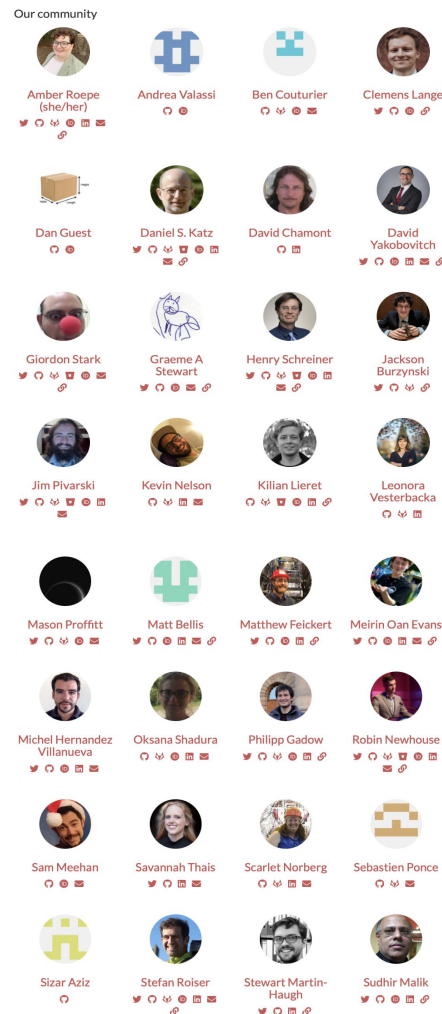 Our community
Amber Roepe
(she/her)
Andrea Valassi
Ben Couturier
Clemens Lange
Dan Guest
Daniel S. Katz
David Chamont
David
Yakobovitch
Giordon Stark
Graeme A
Stewart
Henry Schreiner
Jackson
Burzynski
Jim Pivarski
Kevin Nelson
Kilian Lieret
Leonora
Vesterbacka
Mason Proffitt
Matt Bellis
Matthew Feickert
Meirin Oan Evans
Michel Hernandez
Villanueva
Oksana Shadura
Philipp Gadow
Robin Newhouse
Sam Meehan
Savannah Thais
Scarlet Norberg
Sebastien Ponce
Sizar Aziz
Stefan Roiser
Stewart Martin-
Haugh
Sudhir Malik